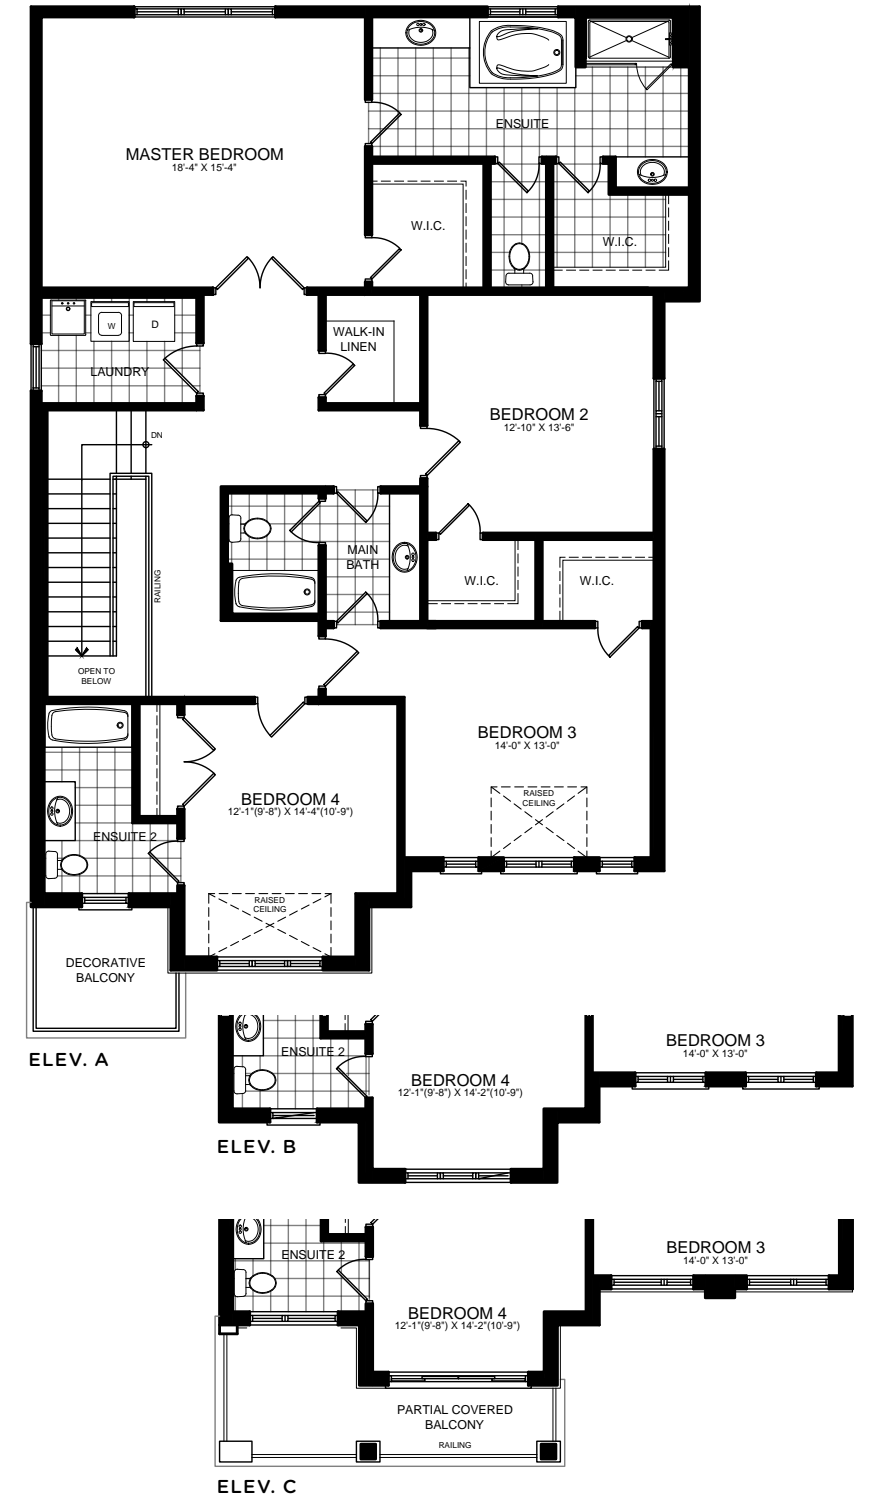 ENSUITE
MASTER BEDROOM
18'-4" X 15'-4"
W.I.C.
W.I.C.
W
D
LAUNDRY
WALK-IN
LINEN
BEDROOM 2
12'-10" X 13'-6"
DN
MAIN
BATH
RAILING
W.I.C.
W.I.C.
OPEN TO
BELOW
BEDROOM 3
14'-0" X 13'-0"
RAISED
CEILING
BEDROOM 4
12'-1"(9'-8") X 14'-4"(10'-9")
ENSUITE 2
RAISED
CEILING
DECORATIVE
BALCONY
ELEV. A
ENSUITE 2
BEDROOM 4
12'-1"(9'-8") X 14'-2"(10'-9")
BEDROOM 3
14'-0" X 13'-0"
ELEV. B
ENSUITE 2
BEDROOM 3
14'-0" X 13'-0"
BEDROOM 4
12'-1"(9'-8") X 14'-2"(10'-9")
PARTIAL COVERED
BALCONY
RAILING
ELEV. C